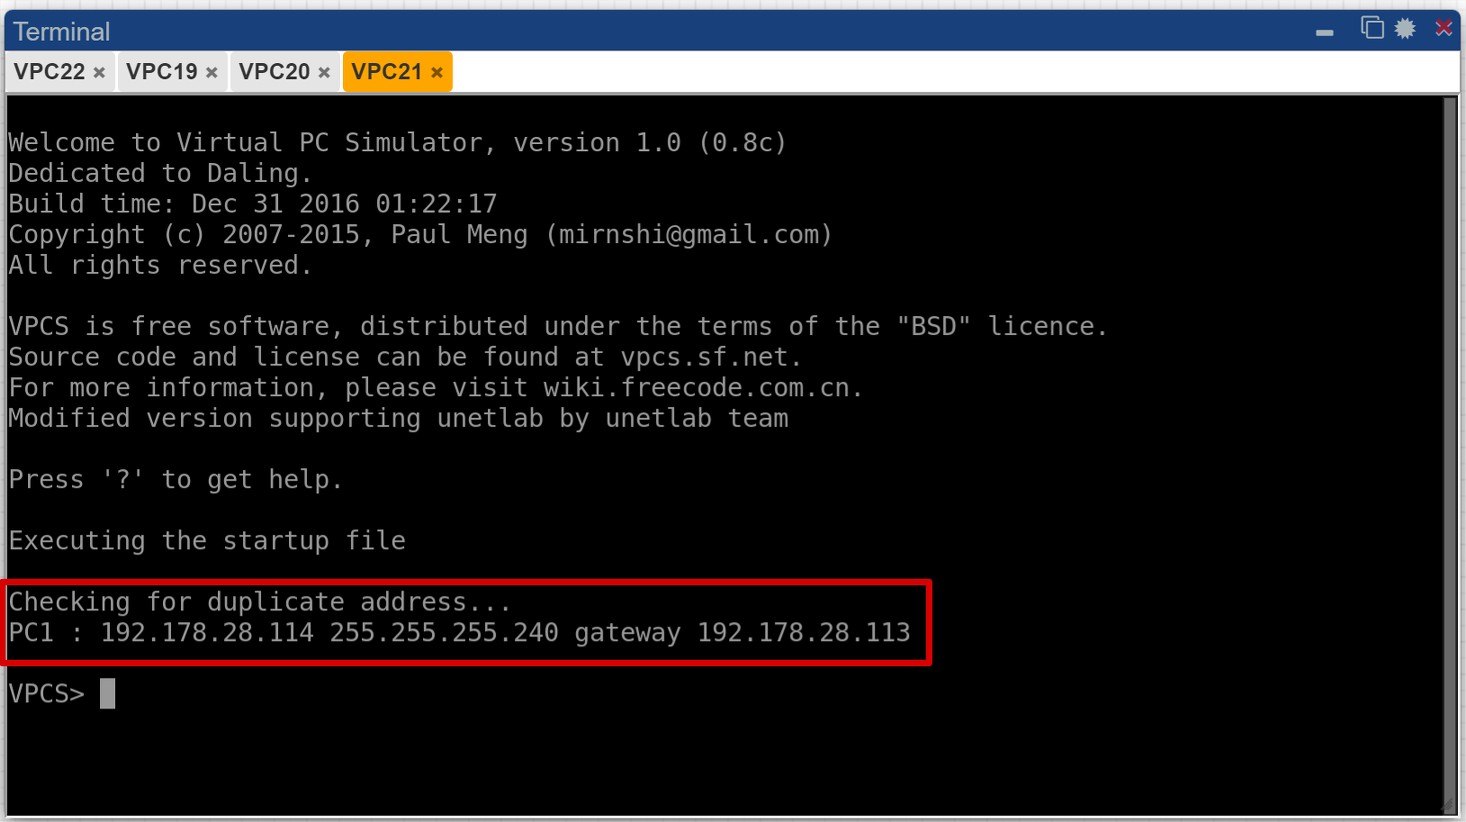 Terminal
VPC22 × VPC19 × VPC20 × VPC21 ×
Welcome to Virtual PC Simulator, version 1.0 (0.8c)
Dedicated to Daling.
Build time: Dec 31 2016 01:22:17
Copyright (c) 2007-2015, Paul Meng (mirnshi@gmail.com)
All rights reserved.
VPCS is free software, distributed under the terms of the "BSD" licence.
Source code and license can be found at vpcs.sf.net.
For more information, please visit wiki.freecode.com.cn.
Modified version supporting unetlab by unetlab team
Press '?' to get help.
Executing the startup file
Checking for duplicate address...
PC1 : 192.178.28.114 255.255.255.240 gateway 192.178.28.113
VPCS>